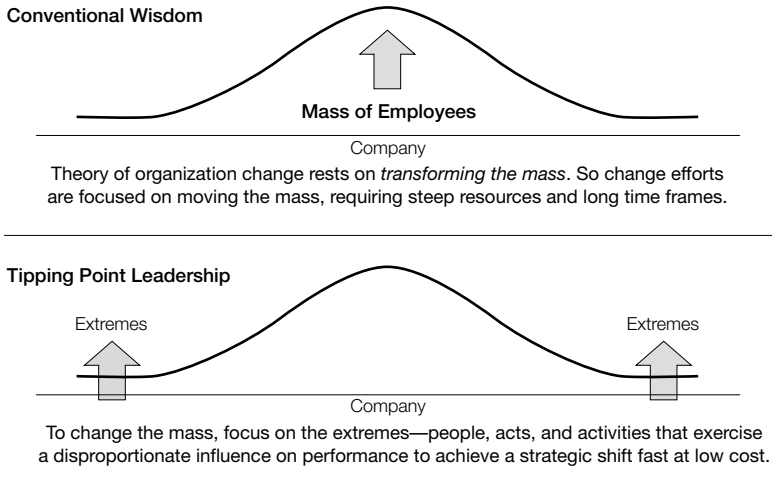 Conventional Wisdom
Mass of Employees
Company
Theory of organization change rests on transforming the mass. So change efforts
are focused on moving the mass, requiring steep resources and long time frames.
Tipping Point Leadership
Extremes
Extremes
Company
To change the mass, focus on the extremes—people, acts, and activities that exercise
a disproportionate influence on performance to achieve a strategic shift fast at low cost.